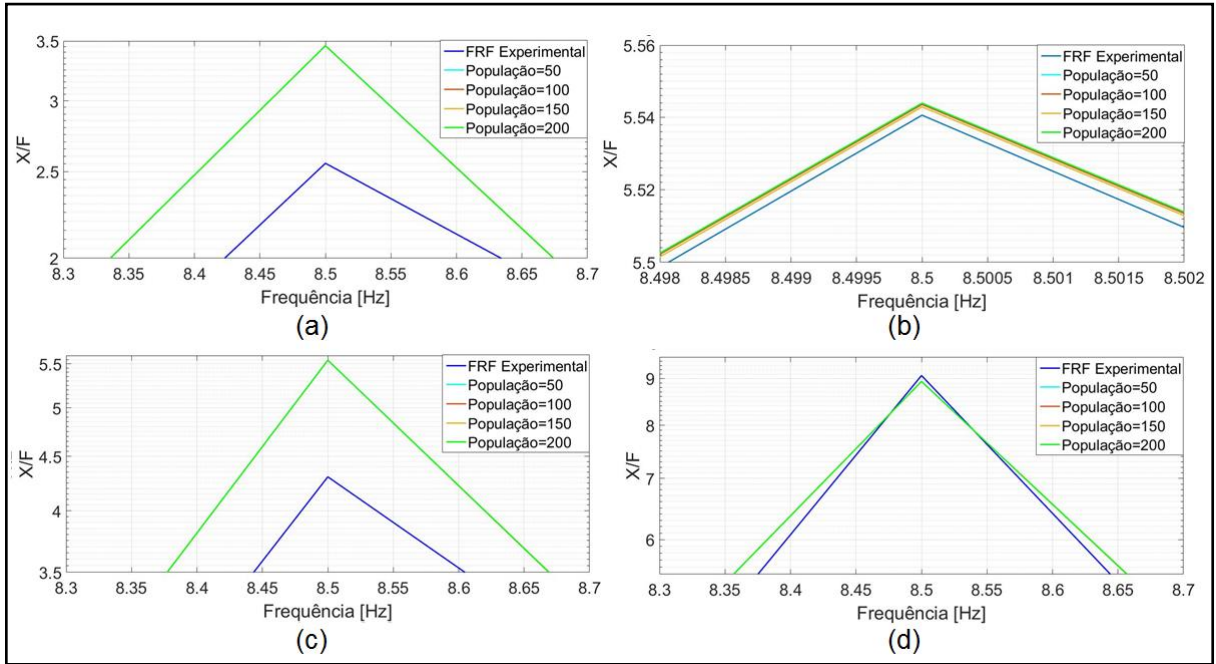 3.5
3
2.5
2
X/F
8.3 8.35 8.4 8.45 8.5 8.55 8.6 8.65 8.7
Frequência [Hz]
FRF Experimental
População=50
População=100
População=150
População=200
(a)
5.56
5.54
5.52
5.5
X/F
8.498 8.4985 8.499 8.4995 8.5 8.5005 8.501 8.5015 8.502
Frequência [Hz]
FRF Experimental
População=50
População=100
População=150
População=200
(b)
5.5
5
4.5
4
3.5
X/F
8.3 8.35 8.4 8.45 8.5 8.55 8.6 8.65 8.7
Frequência [Hz]
FRF Experimental
População=50
População=100
População=150
População=200
(c)
9
8
7
6
X/F
8.3 8.35 8.4 8.45 8.5 8.55 8.6 8.65 8.7
Frequência [Hz]
FRF Experimental
População=50
População=100
População=150
População=200
(d)